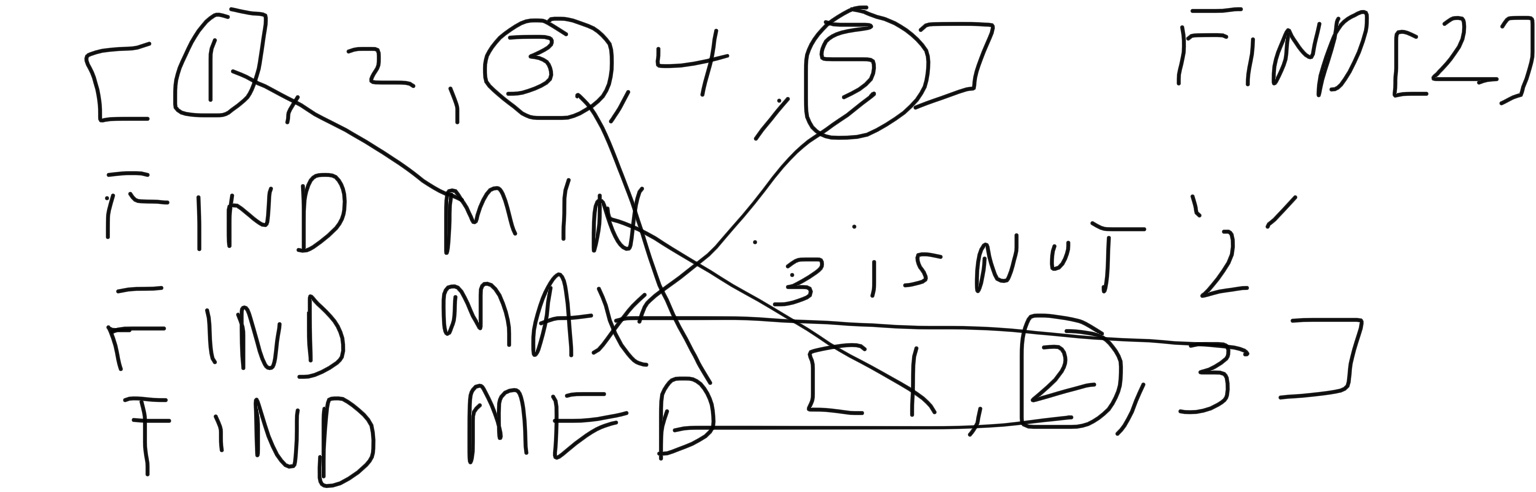 [1, 2, 3, 4, 5] FIND[2]
FIND MIN
3 is NOT '2'
FIND MAX
[1, 2, 3]
FIND MED